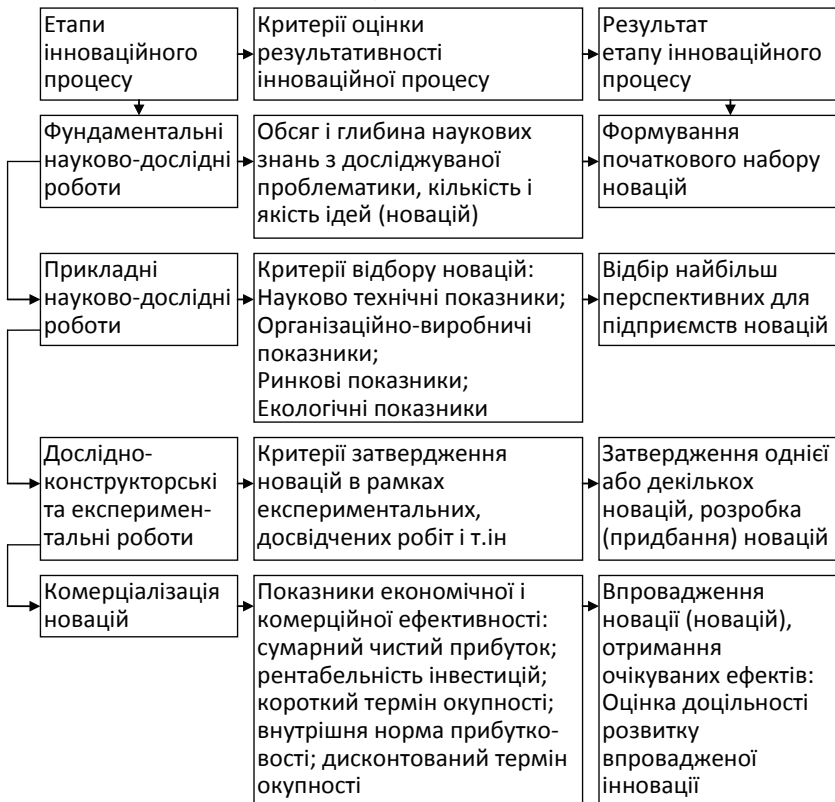 Етапи
інноваційного
процесу
Критерії оцінки
результативності
інноваційної процесу
Результат
етапу інноваційного
процесу
Фундаментальні
науково-дослідні
роботи
Обсяг і глибина наукових
знань з досліджуваної
проблематики, кількість і
якість ідей (новацій)
Формування
початкового набору
новацій
Прикладні
науково-дослідні
роботи
Критерії відбору новацій:
Науково технічні показники;
Організаційно-виробничі
показники;
Ринкові показники;
Екологічні показники
Відбір найбільш
перспективних для
підприємств новацій
Дослідно-
конструкторські
та експеримен-
тальні роботи
Критерії затвердження
новацій в рамках
експериментальних,
досвідчених робіт і т.ін
Затвердження однієї
або декількох
новацій, розробка
(придбання) новацій
Комерціалізація
новацій
Показники економічної і
комерційної ефективності:
сумарний чистий прибуток;
рентабельність інвестицій;
короткий термін окупності;
внутрішня норма прибутко-
вості; дисконтований термін
окупності
Впровадження
новації (новацій),
отримання
очікуваних ефектів:
Оцінка доцільності
розвитку
впровадженої
інновації